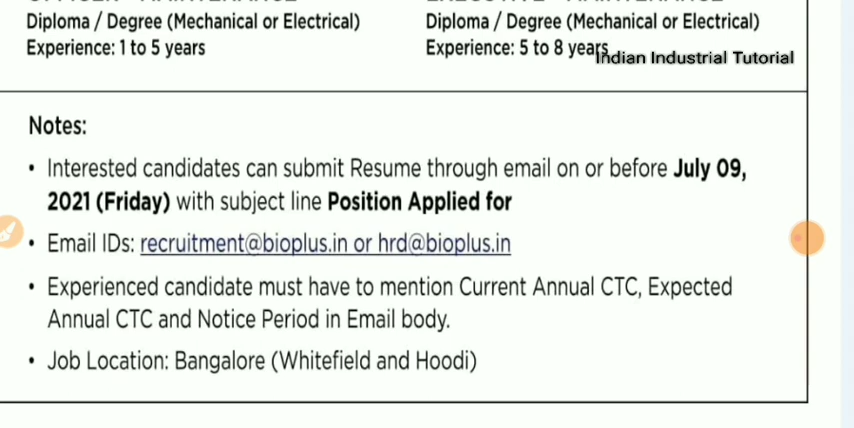 Diploma / Degree (Mechanical or Electrical)
Experience: 1 to 5 years
Diploma / Degree (Mechanical or Electrical)
Experience: 5 to 8 years
Indian Industrial Tutorial
Notes:
• Interested candidates can submit Resume through email on or before July 09,
2021 (Friday) with subject line Position Applied for
• Email IDs: recruitment@bioplus.in or hrd@bioplus.in
• Experienced candidate must have to mention Current Annual CTC, Expected
Annual CTC and Notice Period in Email body.
• Job Location: Bangalore (Whitefield and Hoodi)